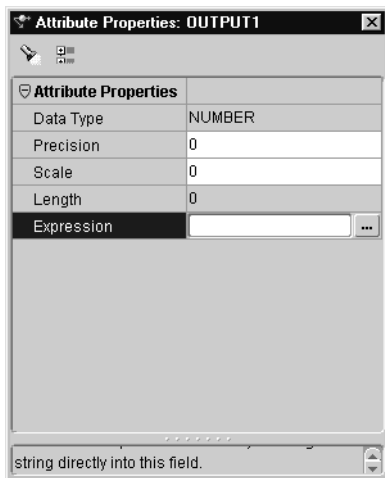 Attribute Properties: OUTPUT1
Attribute Properties
Data Type NUMBER
Precision 0
Scale 0
Length 0
Expression ...
string directly into this field.